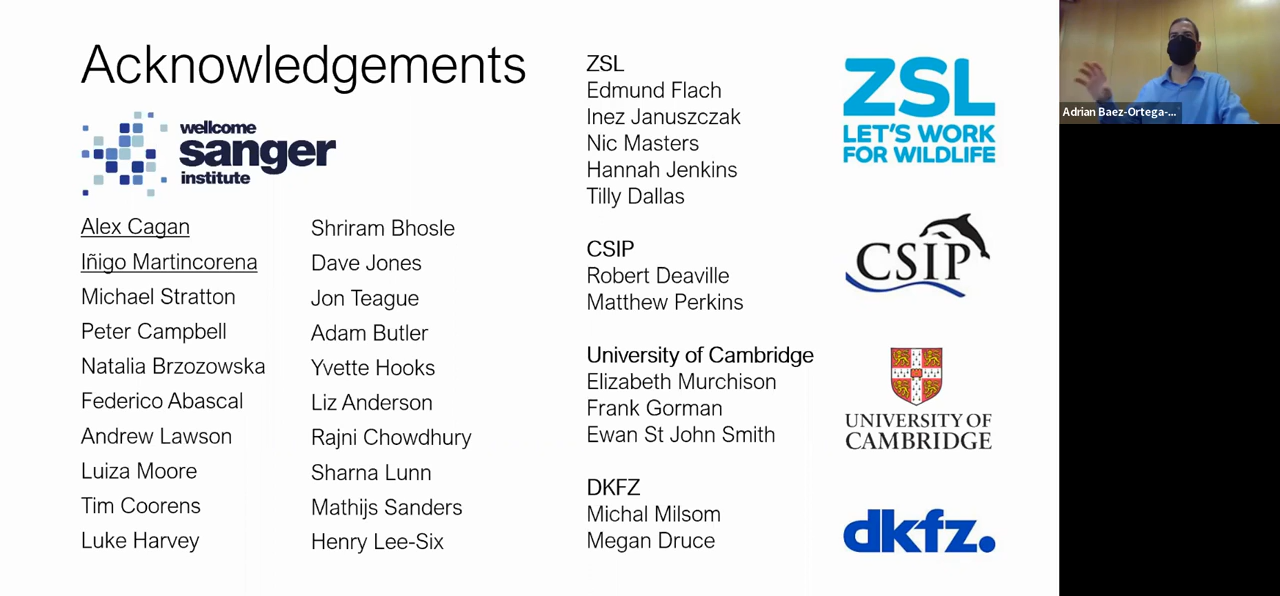 Acknowledgements
wellcome
sanger
institute
Alex Cagan
Iñigo Martincorena
Michael Stratton
Peter Campbell
Natalia Brzozowska
Federico Abascal
Andrew Lawson
Luiza Moore
Tim Coorens
Luke Harvey
Shriram Bhosle
Dave Jones
Jon Teague
Adam Butler
Yvette Hooks
Liz Anderson
Rajni Chowdhury
Sharna Lunn
Mathijs Sanders
Henry Lee-Six
ZSL
Edmund Flach
Inez Januszczak
Nic Masters
Hannah Jenkins
Tilly Dallas
CSIP
Robert Deaville
Matthew Perkins
University of Cambridge
Elizabeth Murchison
Frank Gorman
Ewan St John Smith
DKFZ
Michal Milsom
Megan Druce
ZSL
LET'S WORK
FOR WILDLIFE
CSIP
UNIVERSITY OF
CAMBRIDGE
dkfz.
Adrian Baez-Ortega-...